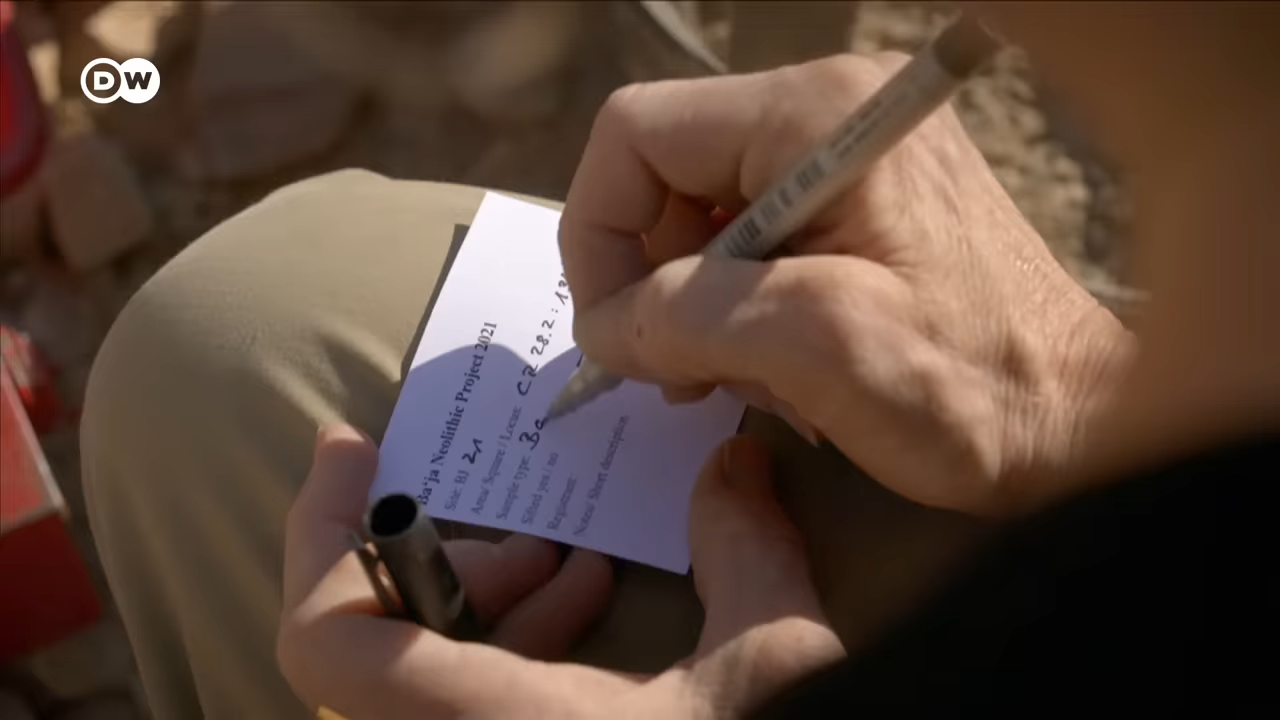 DW
Ba'ja Neolithic Project 2021
Site: BJ 21
Area/ Square / Locus: CR 28.2:
Sample type: Bo
Sifted yes / no
Registrant:
Notes/ Short description